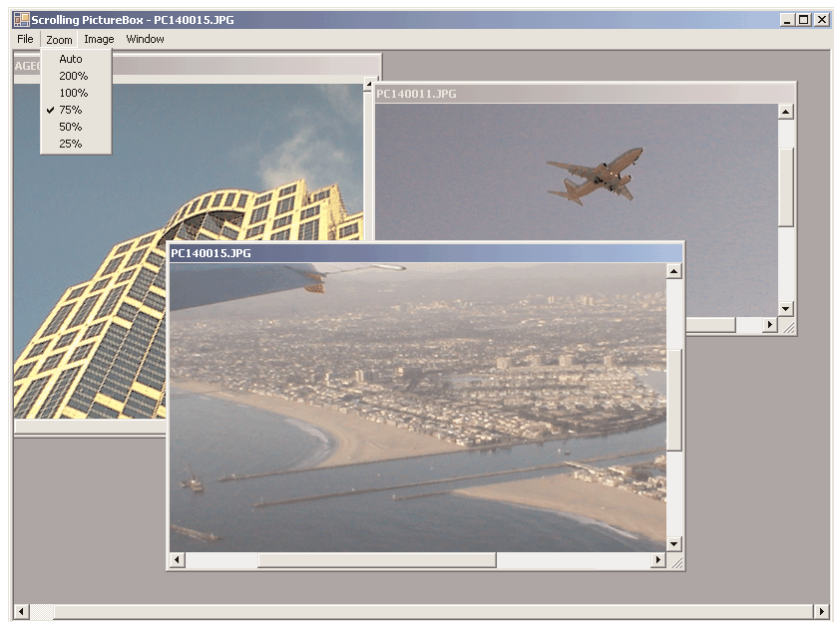 Scrolling PictureBox - PC140015.JPG
File Zoom Image Window
Auto
200%
100%
75%
50%
25%
PC140011.JPG
PC140015.JPG